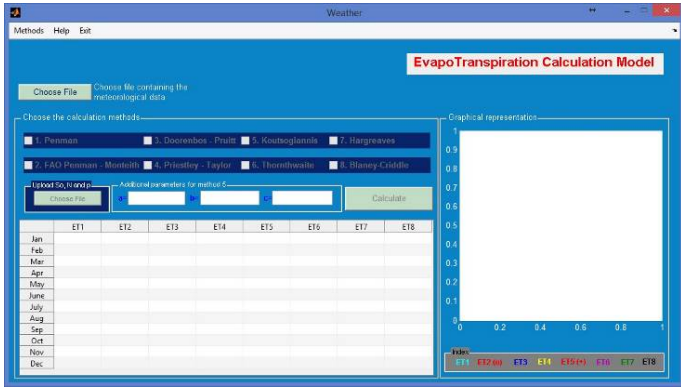 Weather
Methods Help Exit
EvapoTranspiration Calculation Model
Choose File
Choose file containing the
meteorological data
Choose the calculation methods
1. Penman 3. Doorenbos - Pruitt 5. Koutsogiannis 7. Hargreaves
2. FAO Penman - Monteith 4. Priestley - Taylor 6. Thornthwaite 8. Blaney-Criddle
Upload So, N and p
Choose File
Additional parameters for method 5
a= b= c=
Calculate
ET1 ET2 ET3 ET4 ET5 ET6 ET7 ET8
Jan
Feb
Mar
Apr
May
June
July
Aug
Sep
Oct
Nov
Dec
Graphical representation
1
0.9
0.8
0.7
0.6
0.5
0.4
0.3
0.2
0.1
0
0 0.2 0.4 0.6 0.8 1
Index
ET1 ET2 (o) ET3 ET4 ET5 (+) ET6 ET7 ET8